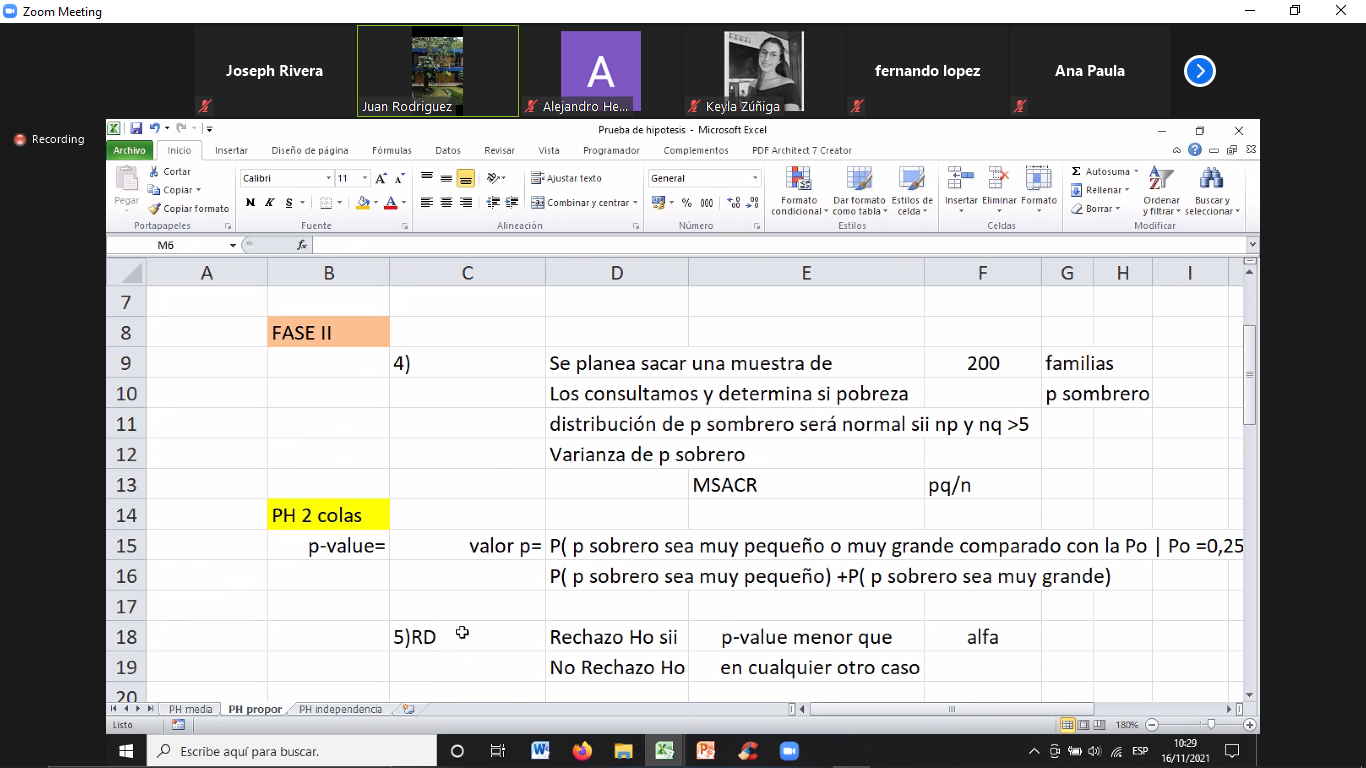 Zoom Meeting
Joseph Rivera
Juan Rodriguez
A
Alejandro He...
Keyla Zúñiga
fernando lopez
Ana Paula
Recording
Prueba de hipotesis - Microsoft Excel
Archivo Inicio Insertar Diseño de página Fórmulas Datos Revisar Vista Programador Complementos PDF Architect 7 Creator
Pegar
Cortar
Copiar
Copiar formato
Portapapeles
Calibri 11
N K S
Fuente
Ajustar texto
Combinar y centrar
Alineación
General
% 000
Número
Formato condicional
Dar formato como tabla
Estilos de celda
Estilos
Insertar Eliminar Formato
Celdas
Σ Autosuma
Rellenar
Borrar
Ordenar y filtrar
Buscar y seleccionar
Modificar
M6 fx
A B C D E F G H I
7
8 FASE II
9 4) Se planea sacar una muestra de 200 familias
10 Los consultamos y determina si pobreza p sombrero
11 distribución de p sombrero será normal sii np y nq >5
12 Varianza de p sobrero
13 MSACR pq/n
14 PH 2 colas
15 p-value= valor p= P( p sobrero sea muy pequeño o muy grande comparado con la Po | Po =0,25
16 P( p sobrero sea muy pequeño) +P( p sobrero sea muy grande)
17
18 5)RD Rechazo Ho sii p-value menor que alfa
19 No Rechazo Ho en cualquier otro caso
20
PH media PH propor PH independencia
Listo 180%
Escribe aquí para buscar.
ESP
10:29
16/11/2021